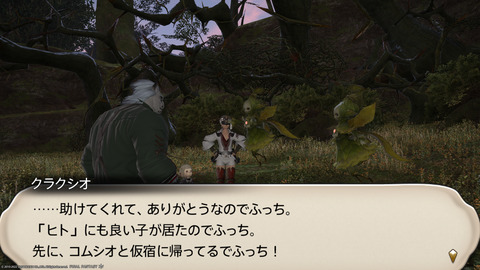 クラクシオ
……助けてくれて、ありがとうなのでふっち。
「ヒト」にも良い子が居たのでふっち。
先に、コムシオと仮宿に帰ってるでふっち！